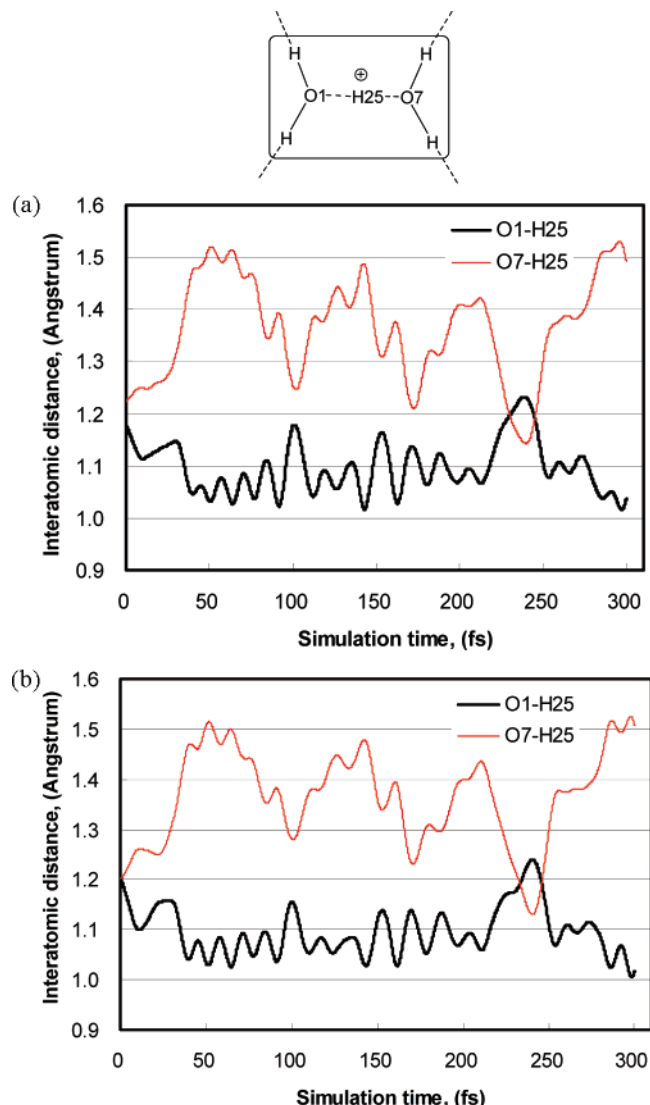 H H
⊕
O1 H25 O7
H H
(a)
1.6
1.5
1.4
1.3
1.2
1.1
1.0
0.9
Interatomic distance, (Angstrum)
O1-H25
O7-H25
0 50 100 150 200 250 300
Simulation time, (fs)
(b)
1.6
1.5
1.4
1.3
1.2
1.1
1.0
0.9
Interatomic distance, (Angstrum)
O1-H25
O7-H25
0 50 100 150 200 250 300
Simulation time, (fs)